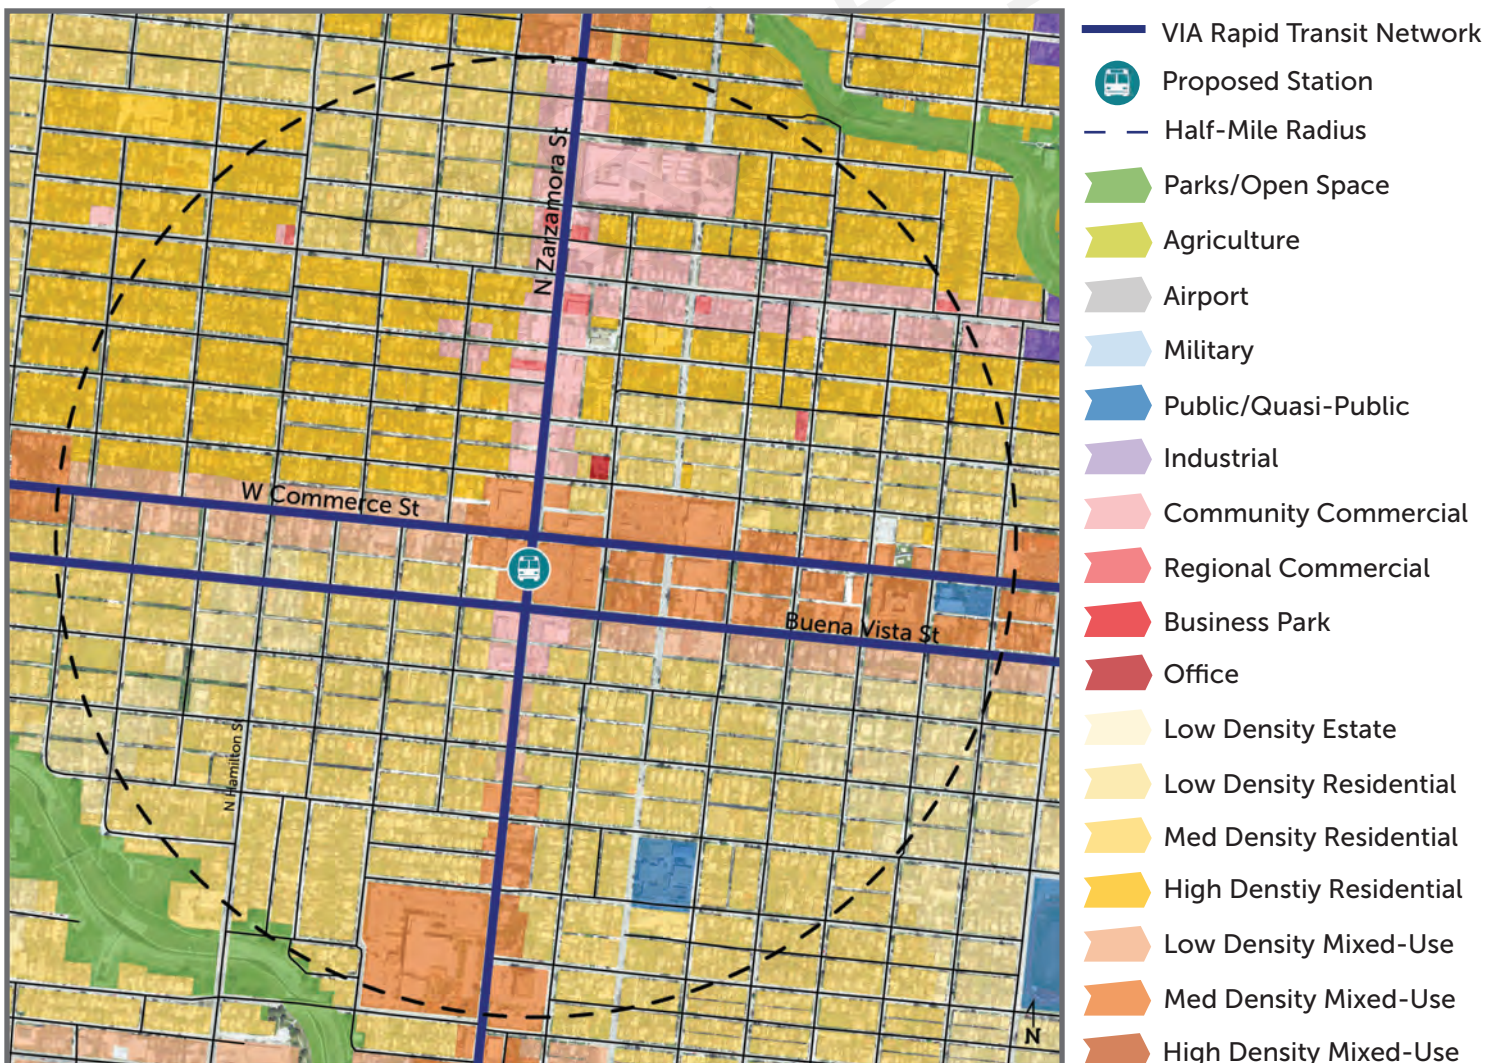 VIA Rapid Transit Network
Proposed Station
Half-Mile Radius
Parks/Open Space
Agriculture
Airport
Military
Public/Quasi-Public
Industrial
Community Commercial
Regional Commercial
Business Park
Office
Low Density Estate
Low Density Residential
Med Density Residential
High Denstiy Residential
Low Density Mixed-Use
Med Density Mixed-Use
High Density Mixed-Use
N Zarzamora St
W Commerce St
Buena Vista St
N Hamilton S
N